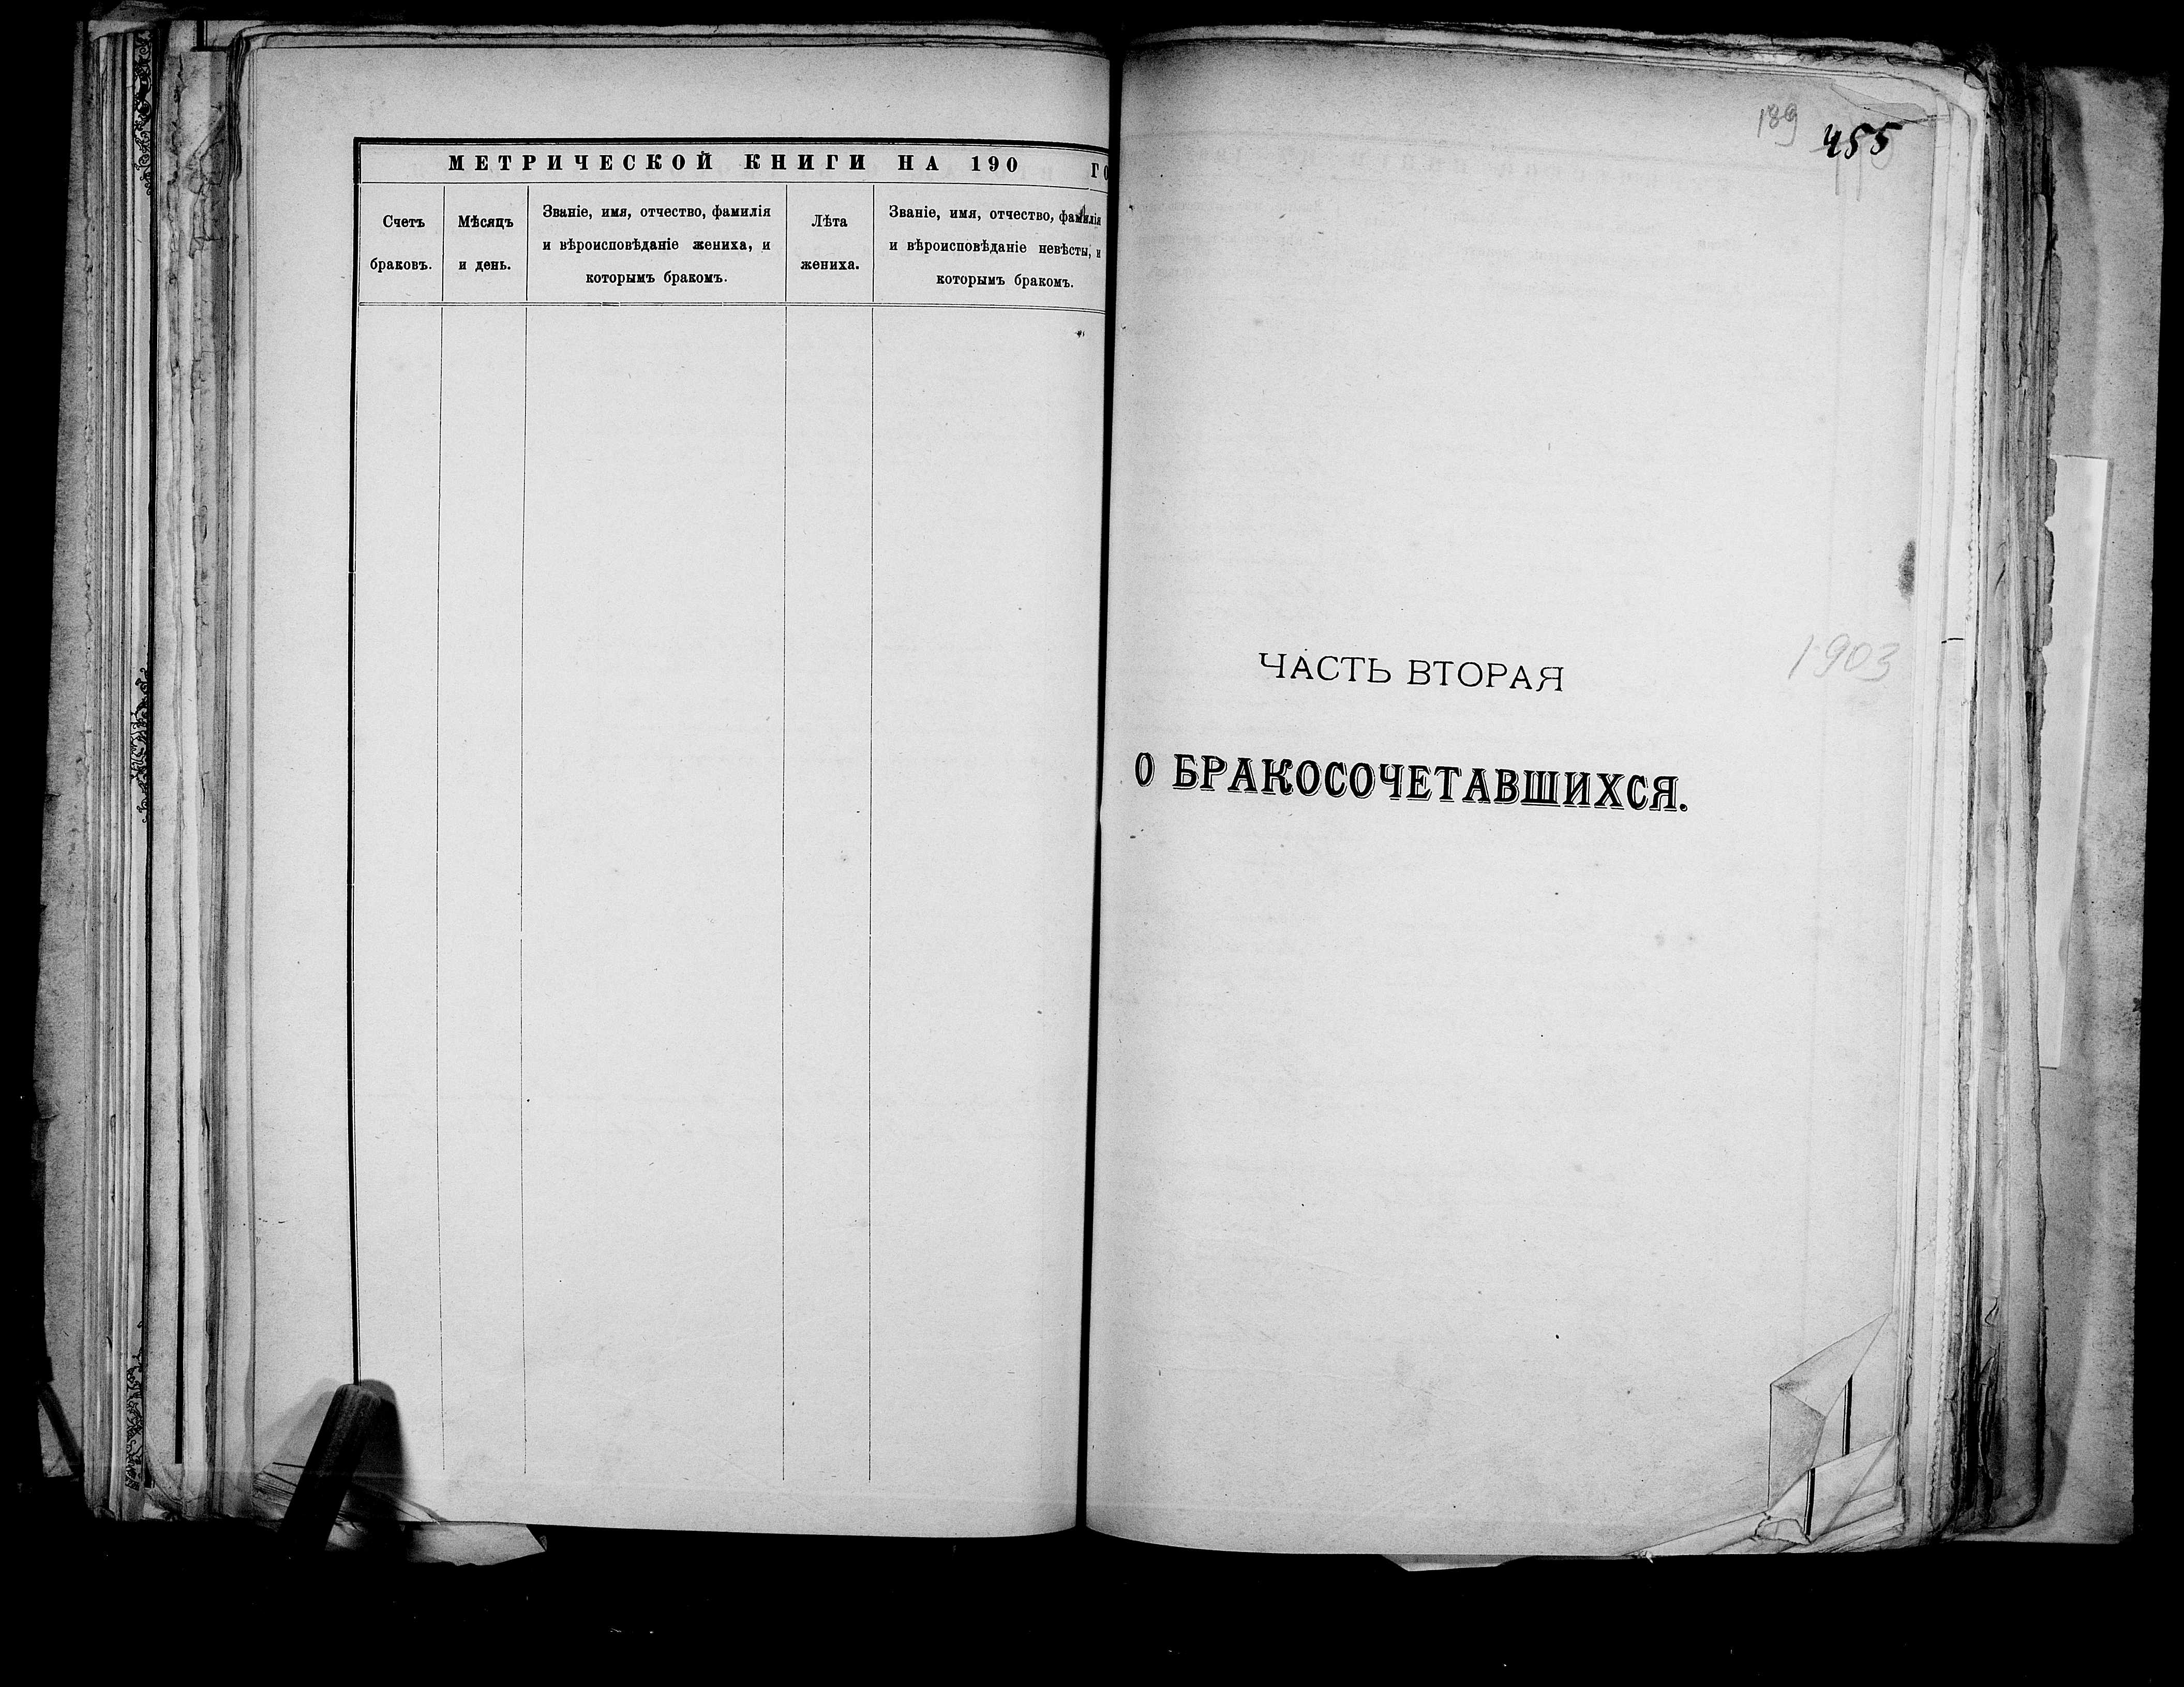 МЕТРИЧЕСКОЙ КНИГИ НА 190 ГО
Счетъ
браковъ.
Мѣсяцъ
и день.
Званіе, имя, отчество, фамилія
и вѣроисповѣданіе жениха, и
которымъ бракомъ.
Лѣта
жениха.
Званіе, имя, отчество, фамилія
и вѣроисповѣданіе невѣсты, и
которымъ бракомъ.
189
455
1903
ЧАСТЬ ВТОРАЯ
О БРАКОСОЧЕТАВШИХСЯ.